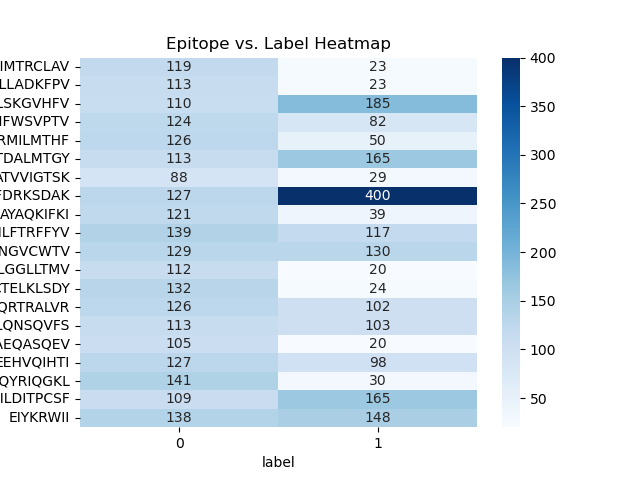 Epitope vs. Label Heatmap
IMTRCLAV 119 23
LLADKFPV 113 23
LSKGVHFV 110 185
IFWSVPTV 124 82
RMILMTHF 126 50
TDALMTGY 113 165
ATVVIGTSK 88 29
FDRKSDAK 127 400
AYAQKIFKI 121 39
ILFTRFFYV 139 117
NGVCWTV 129 130
LGGLLTMV 112 20
CTELKLSDY 132 24
QRTRALVR 126 102
LQNSQVFS 113 103
AEQASQEV 105 20
EEHVQIHTI 127 98
QYRIQGKL 141 30
ILDITPCSF 109 165
EIYKRWII 138 148
0 1
label
400
350
300
250
200
150
100
50